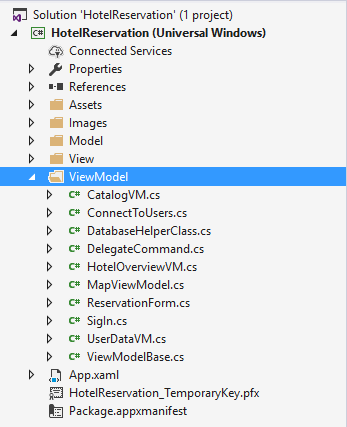 Solution 'HotelReservation' (1 project)
C# HotelReservation (Universal Windows)
Connected Services
Properties
References
Assets
Images
Model
View
ViewModel
C# CatalogVM.cs
C# ConnectToUsers.cs
C# DatabaseHelperClass.cs
C# DelegateCommand.cs
C# HotelOverviewVM.cs
C# MapViewModel.cs
C# ReservationForm.cs
C# SigIn.cs
C# UserDataVM.cs
C# ViewModelBase.cs
App.xaml
HotelReservation_TemporaryKey.pfx
Package.appxmanifest